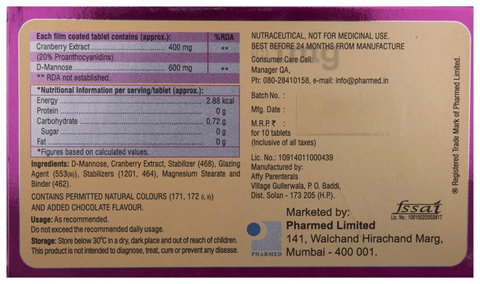 Each film coated tablet contains (approx.): %RDA
Cranberry Extract 400 mg **
(20% Proanthocyanidins)
D-Mannose 600 mg **
** RDA not established.
*Nutritional information per serving/tablet (approx.):
Energy 2.88 kcal
Protein 0 g
Carbohydrate 0.72 g
Sugar 0 g
Fat 0 g
*Figures based on calculated values.
Ingredients: D-Mannose, Cranberry Extract, Stabilizer (468), Glazing
Agent (553(iii)), Stabilizers (1201, 464), Magnesium Stearate and
Binder (462).
CONTAINS PERMITTED NATURAL COLOURS (171, 172 (i, iii)
AND ADDED CHOCOLATE FLAVOUR.
Usage: As recommended.
Do not exceed the recommended daily usage.
Storage: Store below 30°C in a dry, dark place and out of reach of children.
This product is not intended to diagnose, treat, cure or prevent any disease.
NUTRACEUTICAL, NOT FOR MEDICINAL USE.
BEST BEFORE 24 MONTHS FROM MANUFACTURE
Consumer Care Cell:
Manager QA,
Ph: 080-28410158, e-mail: info@pharmed.in
Batch No. :
Mfg. Date :
M.R.P ₹ :
for 10 tablets
(Inclusive of all taxes)
Lic. No.: 10914011000439
Manufactured by:
Affy Parenterals
Village Gullerwala, P. O. Baddi,
Dist. Solan - 173 205 (H.P.).
fssai
Lic. No.: 10015022003817
PHARMED
Marketed by:
Pharmed Limited
141, Walchand Hirachand Marg,
Mumbai - 400 001.
® Registered Trade Mark of Pharmed Limited.